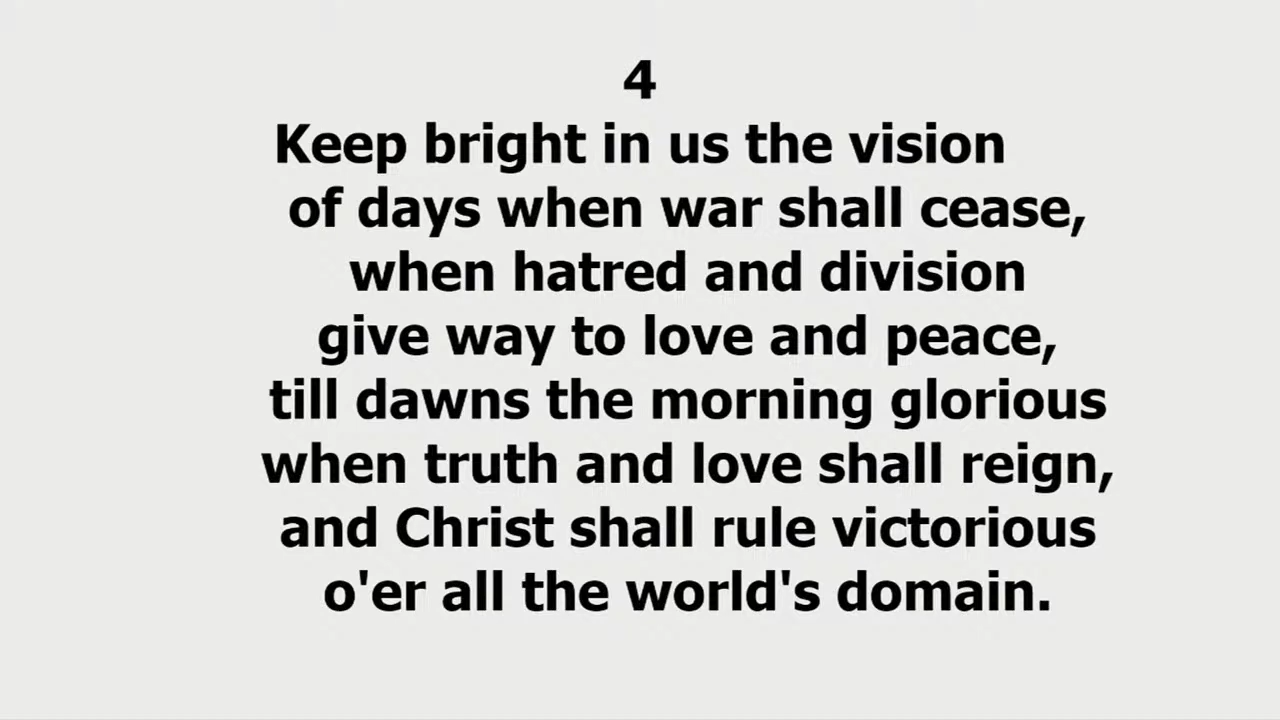 4
Keep bright in us the vision
of days when war shall cease,
when hatred and division
give way to love and peace,
till dawns the morning glorious
when truth and love shall reign,
and Christ shall rule victorious
o'er all the world's domain.